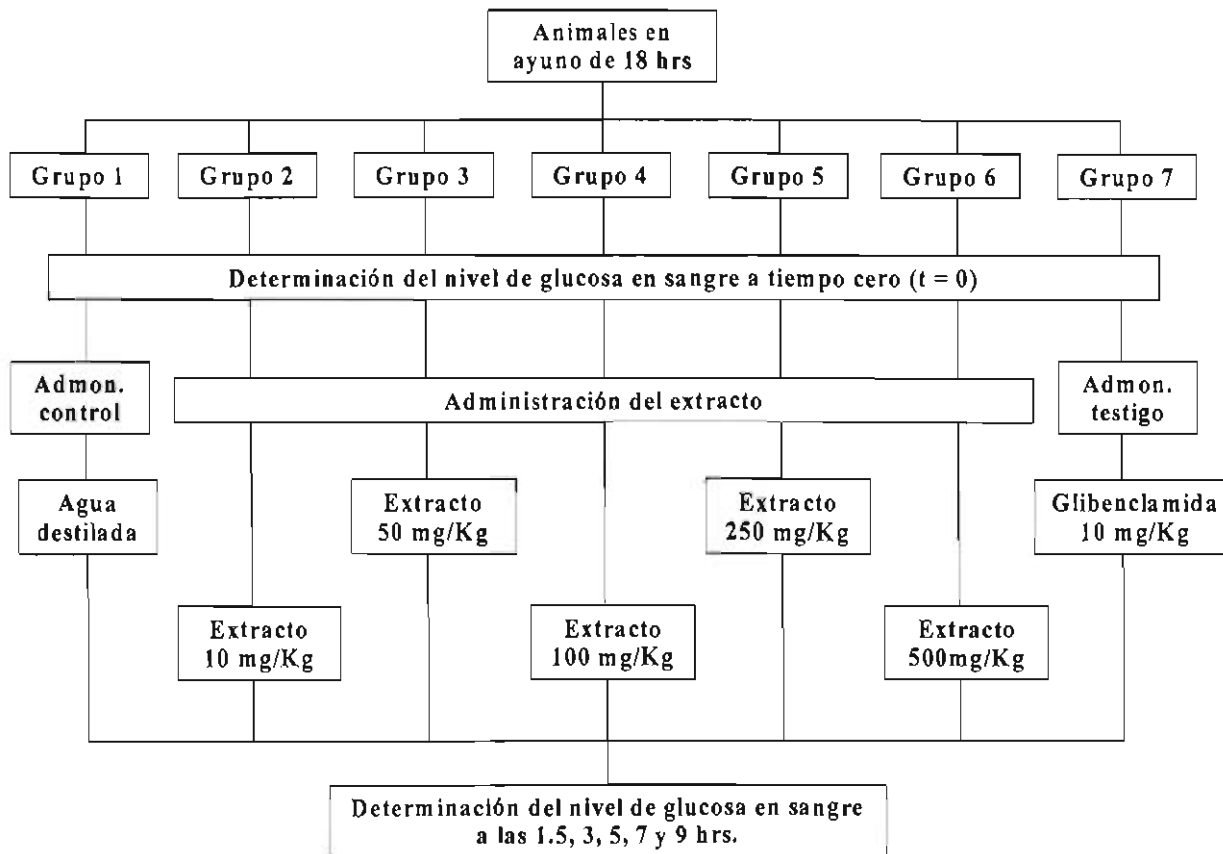 Animales en
ayuno de 18 hrs
Grupo 1
Grupo 2
Grupo 3
Grupo 4
Grupo 5
Grupo 6
Grupo 7
Determinación del nivel de glucosa en sangre a tiempo cero (t = 0)
Admon.
control
Administración del extracto
Admon.
testigo
Agua
destilada
Extracto
50 mg/Kg
Extracto
250 mg/Kg
Glibenclamida
10 mg/Kg
Extracto
10 mg/Kg
Extracto
100 mg/Kg
Extracto
500mg/Kg
Determinación del nivel de glucosa en sangre
a las 1.5, 3, 5, 7 y 9 hrs.